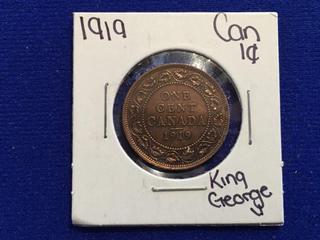 1919
Can
1¢
ONE
CENT
CANADA
1919
King
George
V